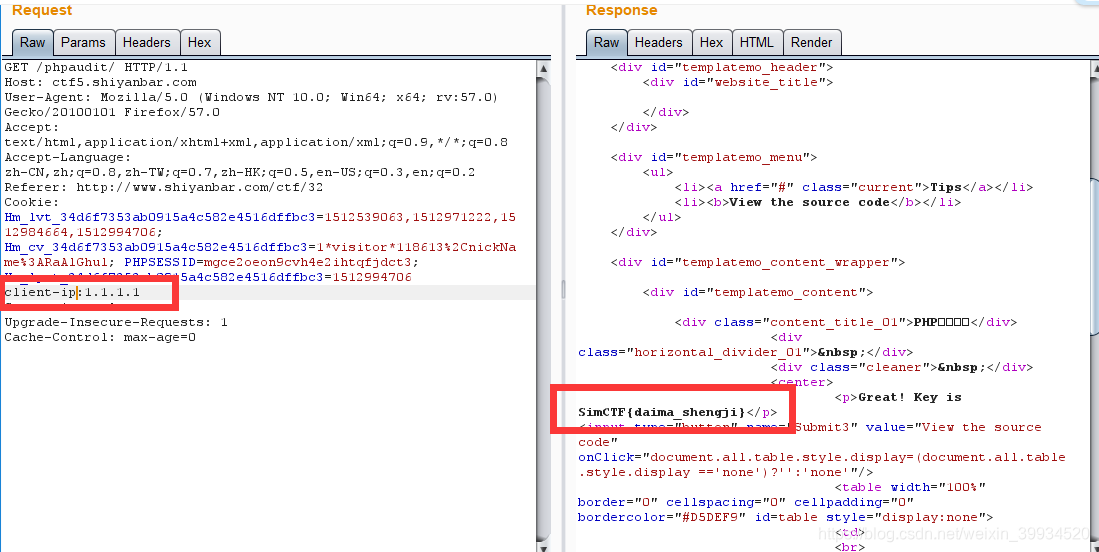 Request
Raw Params Headers Hex
GET /phpaudit/ HTTP/1.1
Host: ctf5.shiyanbar.com
User-Agent: Mozilla/5.0 (Windows NT 10.0; Win64; x64; rv:57.0)
Gecko/20100101 Firefox/57.0
Accept:
text/html,application/xhtml+xml,application/xml;q=0.9,*/*;q=0.8
Accept-Language:
zh-CN,zh;q=0.8,zh-TW;q=0.7,zh-HK;q=0.5,en-US;q=0.3,en;q=0.2
Referer: http://www.shiyanbar.com/ctf/32
Cookie:
Hm_lvt_34d6f7353ab0915a4c582e4516dffbc3=1512539063,1512971222,151
2984664,1512994706;
Hm_cv_34d6f7353ab0915a4c582e4516dffbc3=1*visitor*118613%2CnickNa
me%3ARaAlGhul; PHPSESSID=mgce2oeon9cvh4e2ihtqfjdct3;
=1512994706
client-ip:1.1.1.1
Upgrade-Insecure-Requests: 1
Cache-Control: max-age=0
Response
Raw Headers Hex HTML Render
<div id="templatemo_header">
<div id="website_title">
</div>
</div>
<div id="templatemo_menu">
<ul>
<li><a href="#" class="current">Tips</a></li>
<li><b>View the source code</b></li>
</ul>
</div>
<div id="templatemo_content_wrapper">
<div id="templatemo_content">
<div class="content_title_01">PHP□□□□</div>
<div
class="horizontal_divider_01">&nbsp;</div>
<div class="cleaner">&nbsp;</div>
<center>
<p>Great! Key is
SimCTF{daima_shengji}</p>
<input type="button" name="Submit3" value="View the source
code"
onClick="document.all.table.style.display=(document.all.table
.style.display =='none')?'':'none'"/>
<table width="100%"
border="0" cellspacing="0" cellpadding="0"
bordercolor="#D5DEF9" id=table style="display:none">
<td>
<br>
http://blog.csdn.net/weixin_39934520